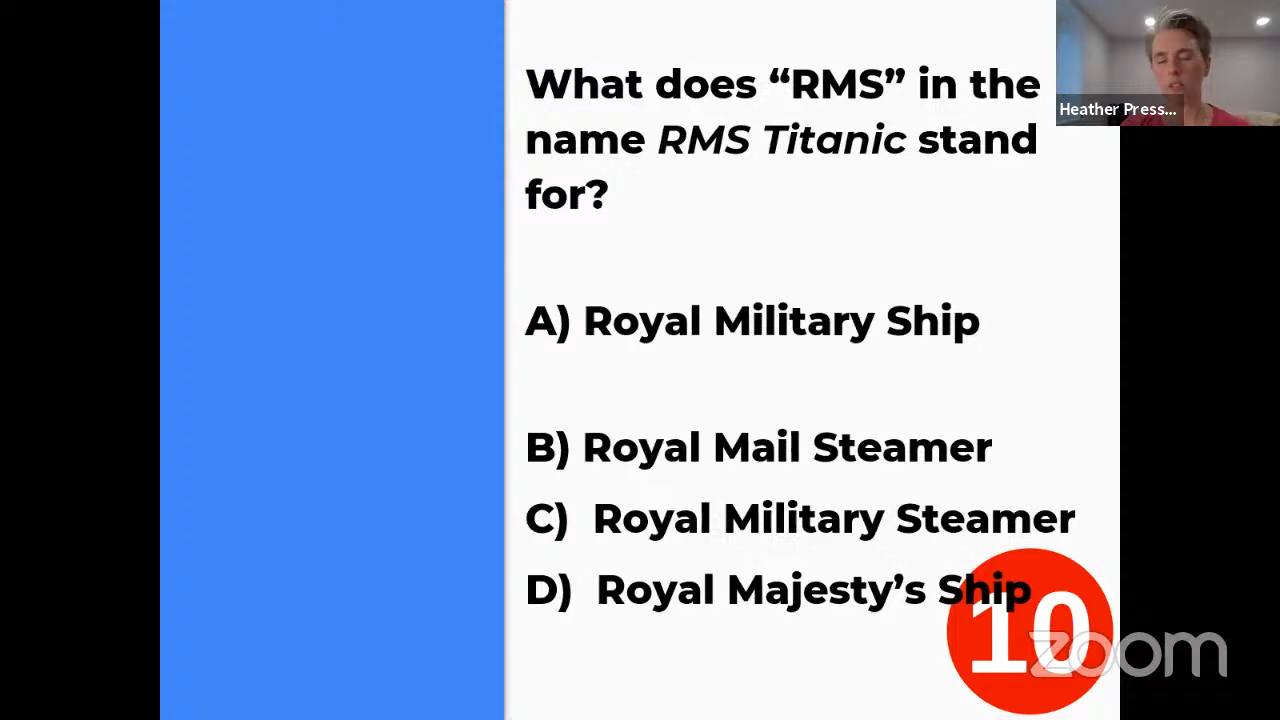 What does “RMS” in the
name RMS Titanic stand
for?
A) Royal Military Ship
B) Royal Mail Steamer
C) Royal Military Steamer
D) Royal Majesty’s Ship
10
zoom
Heather Press...